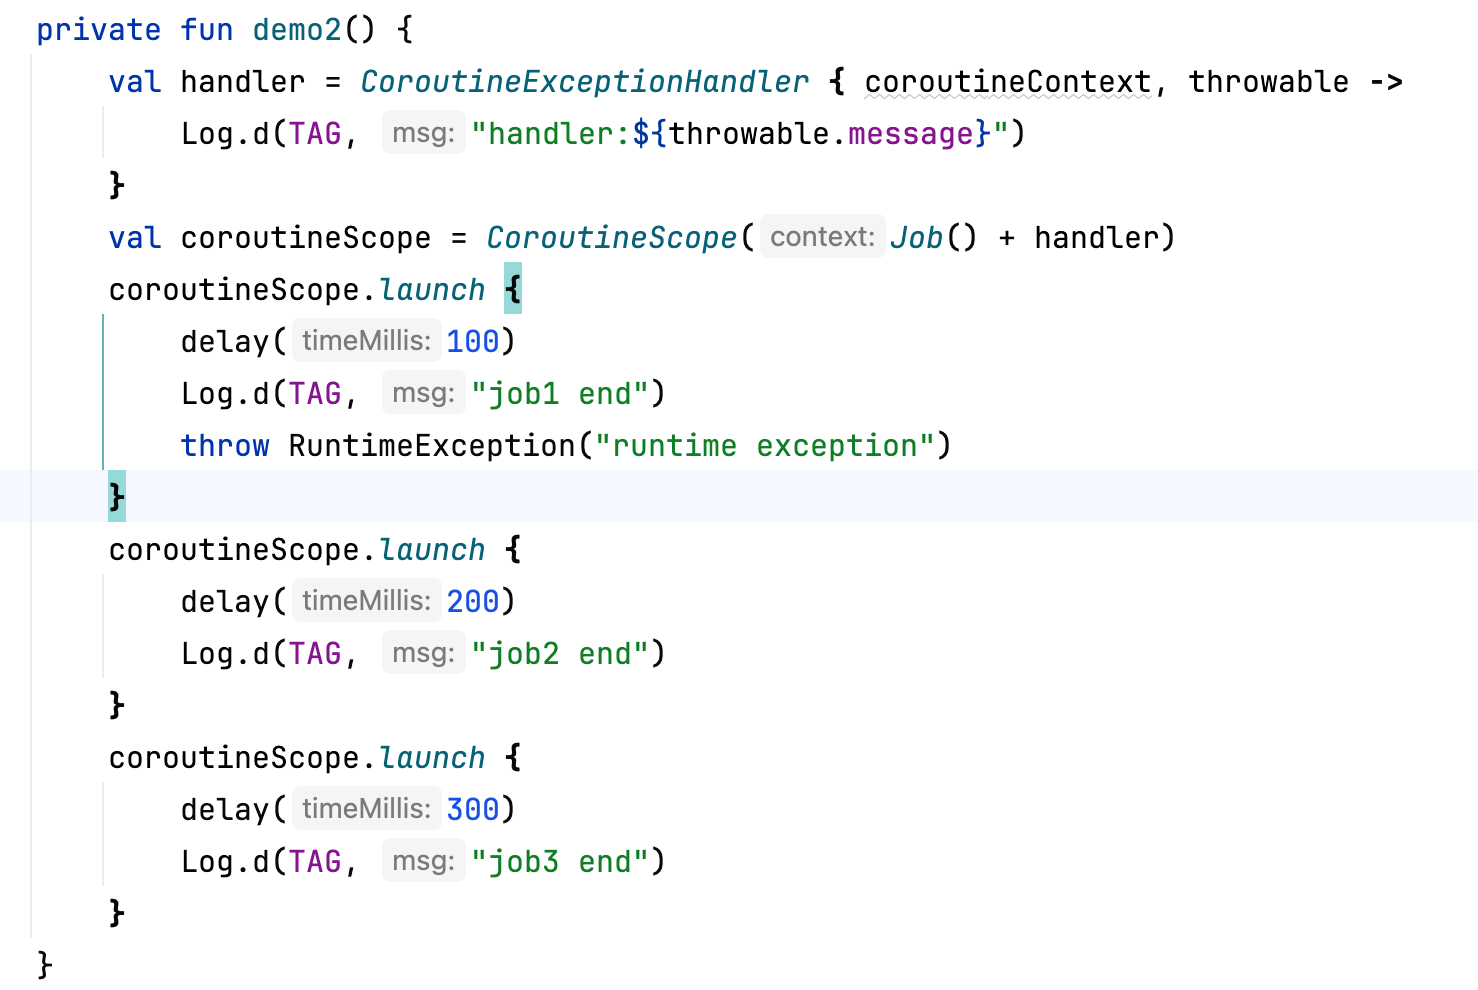 private fun demo2() {
val handler = CoroutineExceptionHandler { coroutineContext, throwable ->
Log.d(TAG, msg: "handler:${throwable.message}")
}
val coroutineScope = CoroutineScope( context: Job() + handler)
coroutineScope.launch {
delay( timeMillis: 100)
Log.d(TAG, msg: "job1 end")
throw RuntimeException("runtime exception")
}
coroutineScope.launch {
delay( timeMillis: 200)
Log.d(TAG, msg: "job2 end")
}
coroutineScope.launch {
delay( timeMillis: 300)
Log.d(TAG, msg: "job3 end")
}
}